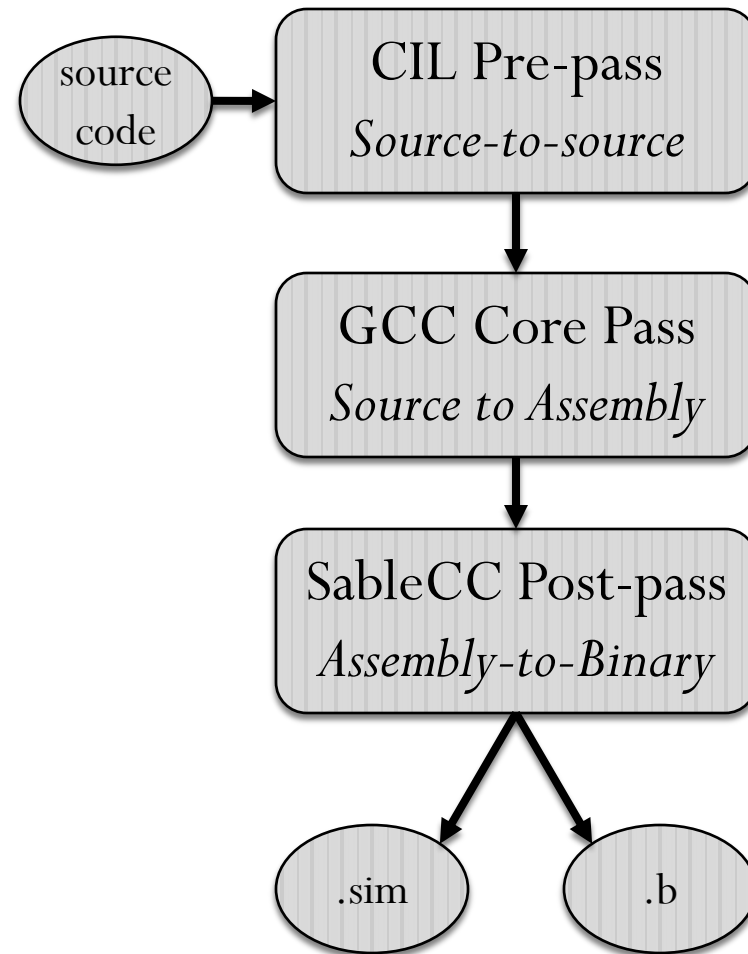 source
code
CIL Pre-pass
Source-to-source
GCC Core Pass
Source to Assembly
SableCC Post-pass
Assembly-to-Binary
.sim
.b